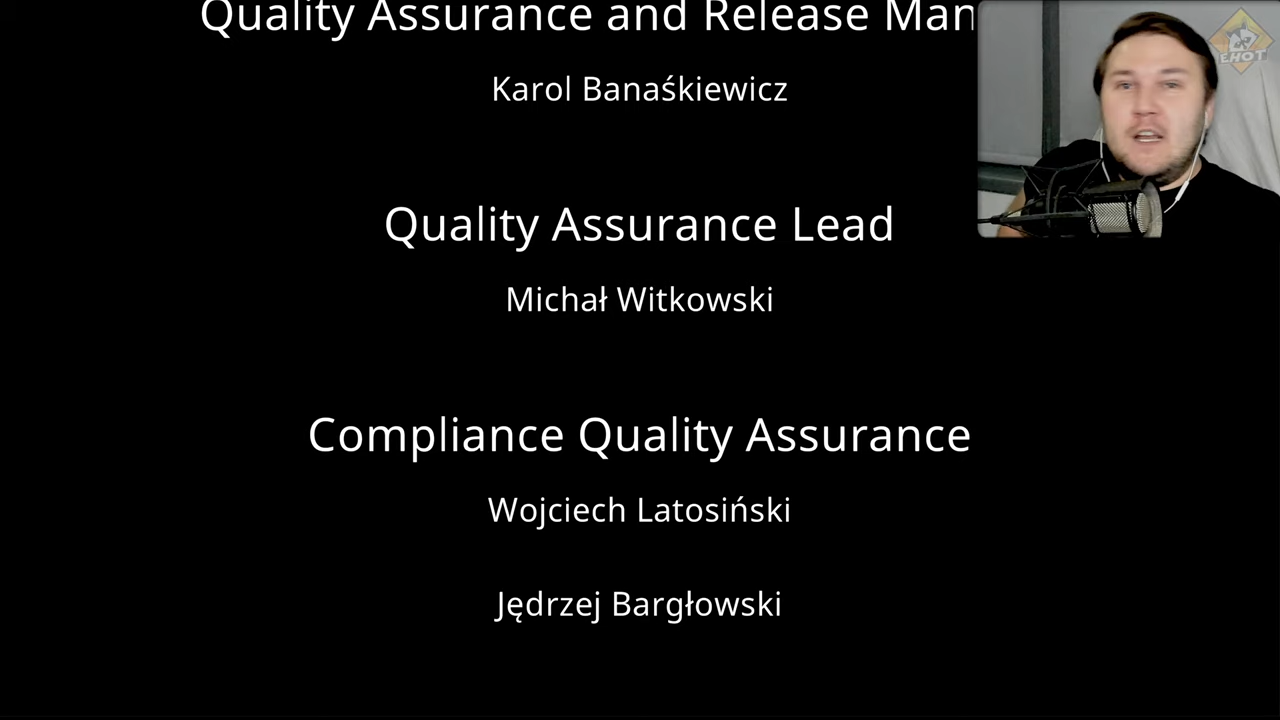 Quality Assurance and Release Man
EHOT
Karol Banaśkiewicz
Quality Assurance Lead
Michał Witkowski
Compliance Quality Assurance
Wojciech Latosiński
Jędrzej Bargłowski